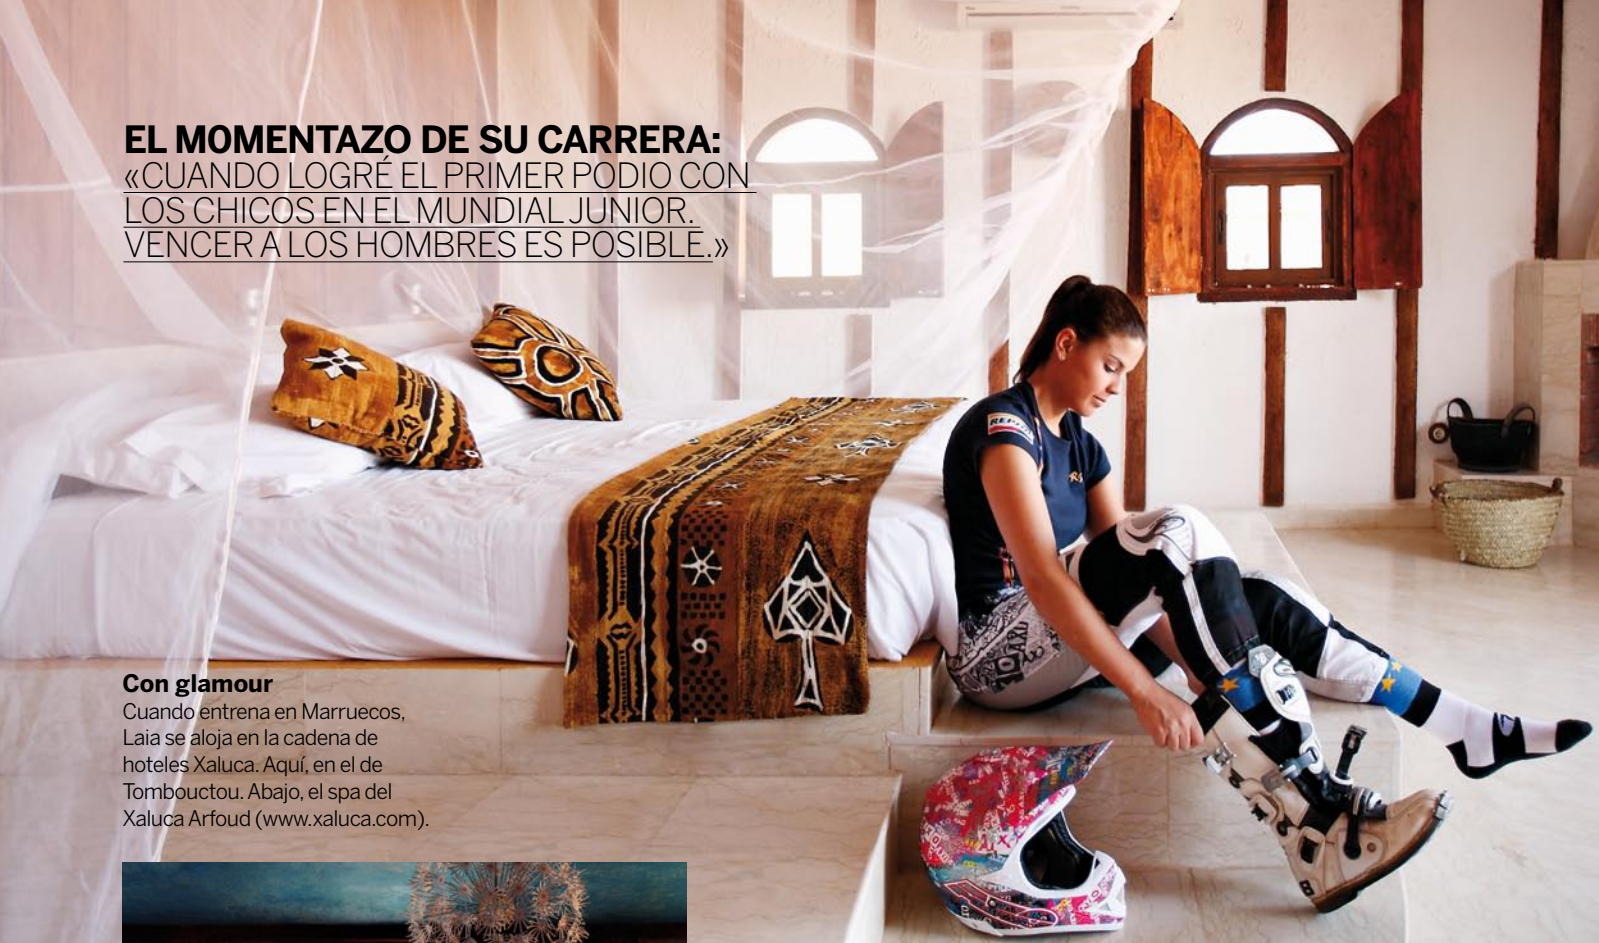 EL MOMENTAZO DE SU CARRERA:
«CUANDO LOGRÉ EL PRIMER PODIO CON
LOS CHICOS EN EL MUNDIAL JUNIOR.
VENCER A LOS HOMBRES ES POSIBLE.»
Con glamour
Cuando entrena en Marruecos,
Laia se aloja en la cadena de
hoteles Xaluca. Aquí, en el de
Tombouctou. Abajo, el spa del
Xaluca Arfoud (www.xaluca.com).